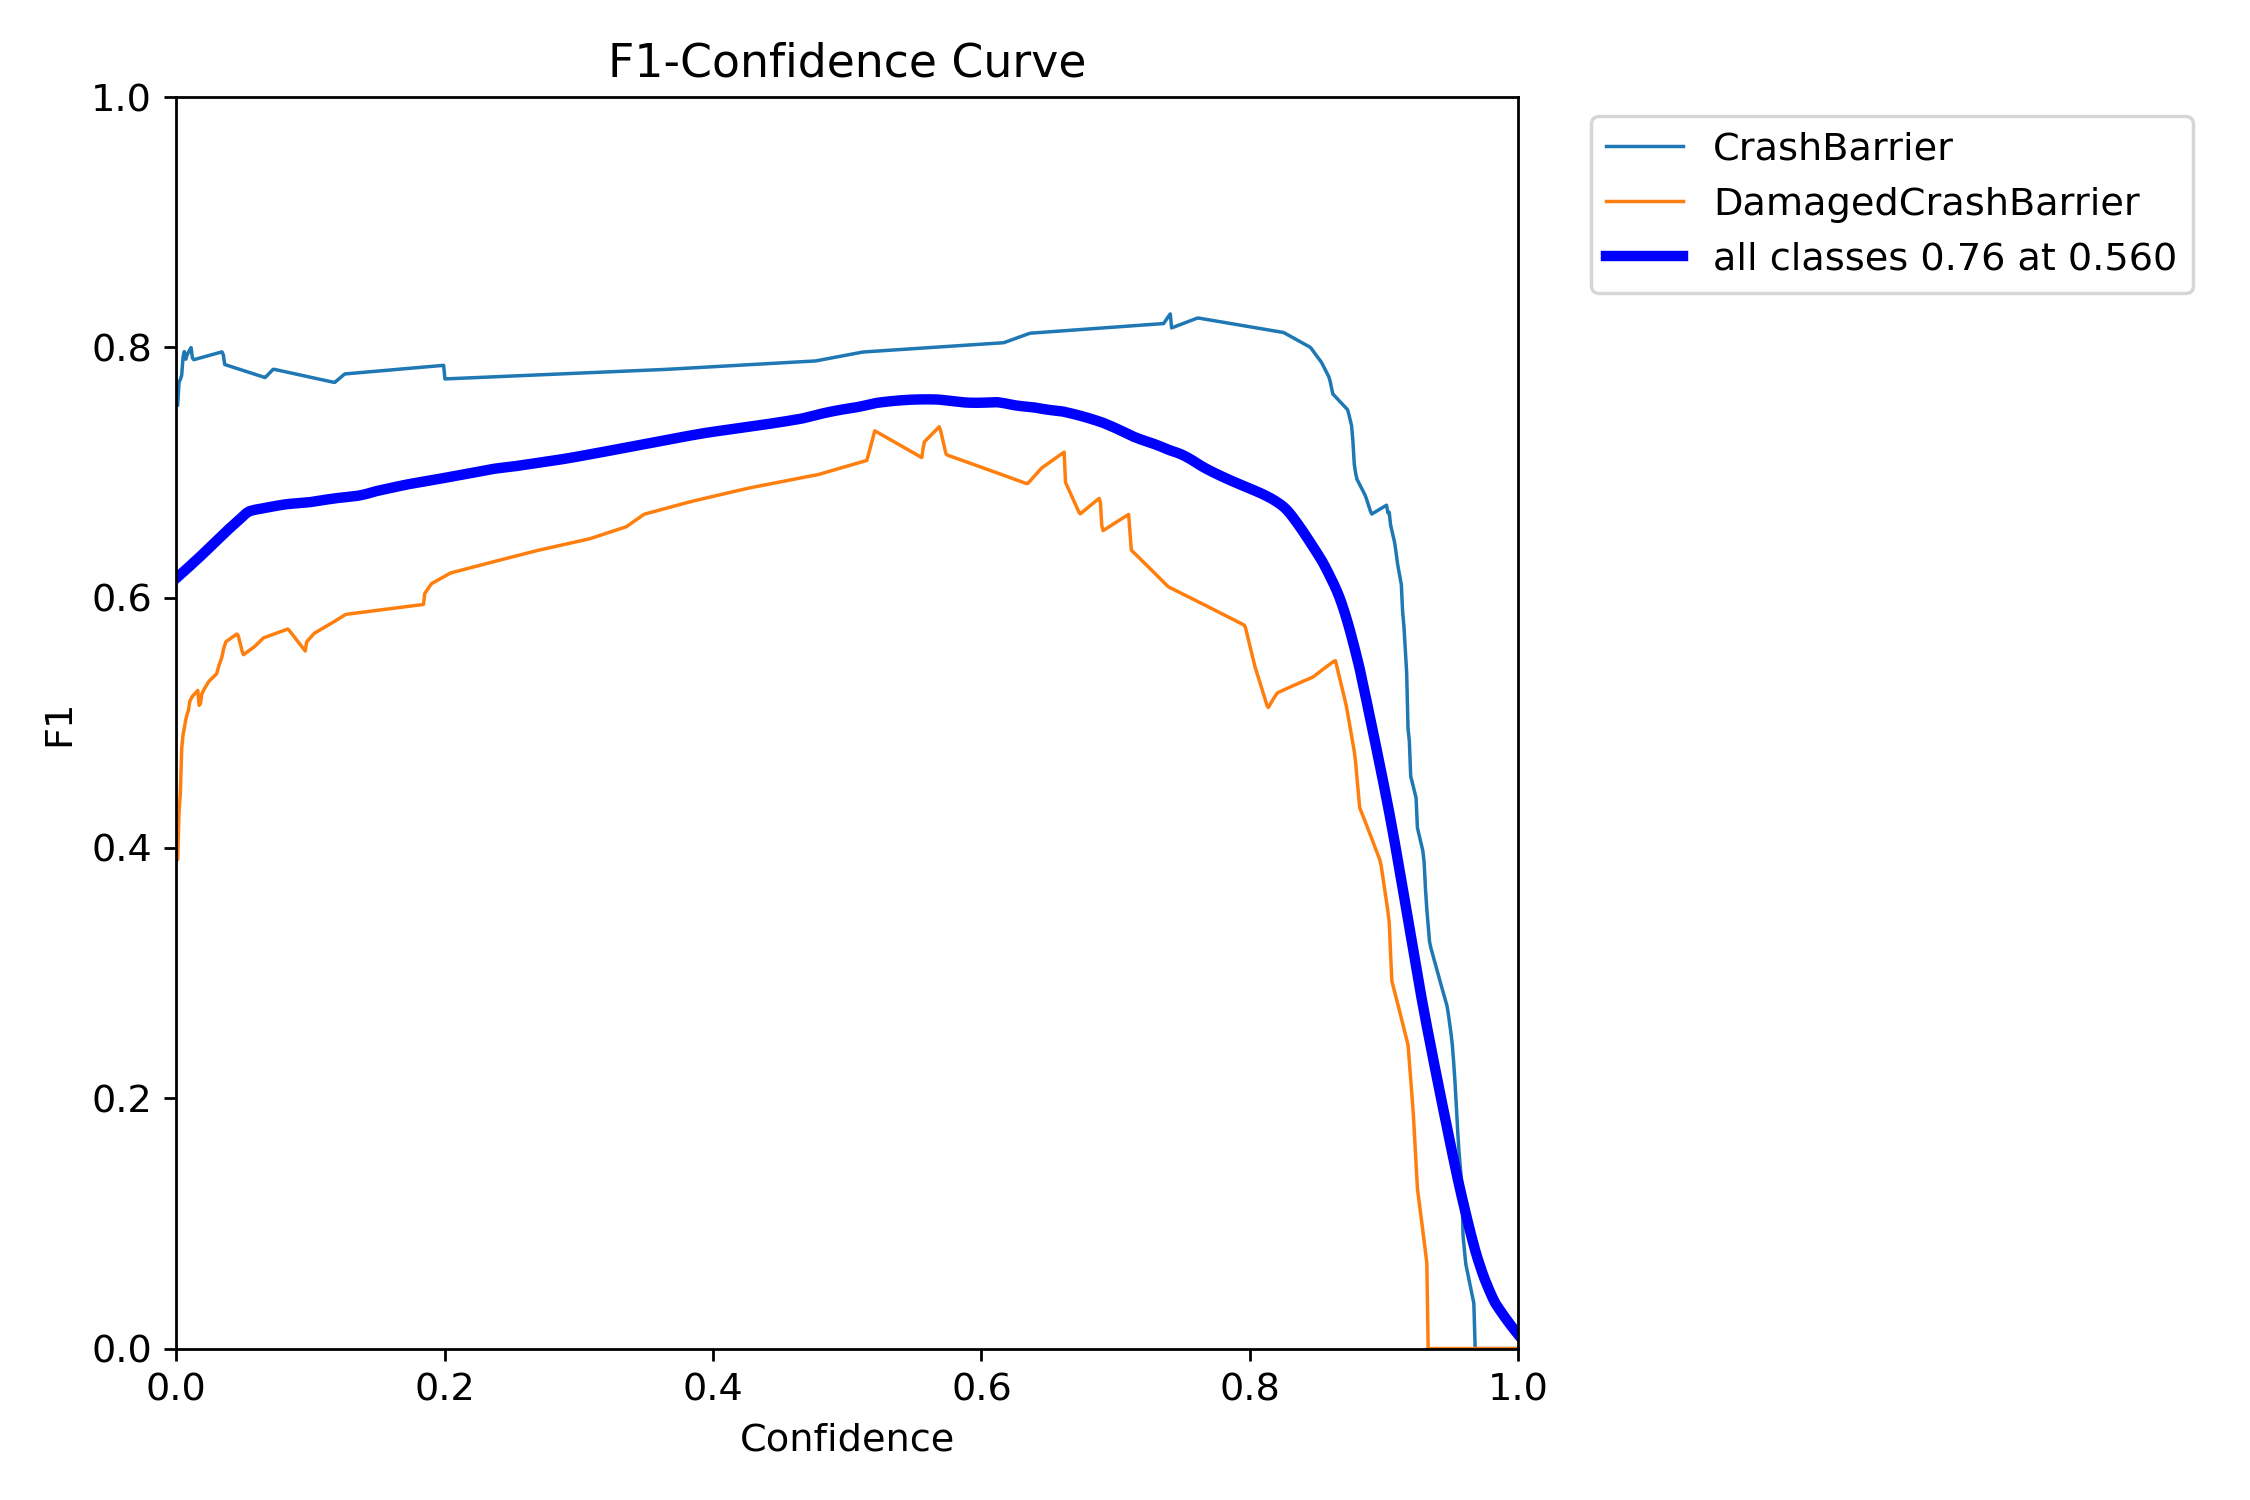 F1-Confidence Curve
1.0
0.8
0.6
0.4
0.2
0.0
F1
0.0 0.2 0.4 0.6 0.8 1.0
Confidence
CrashBarrier
DamagedCrashBarrier
all classes 0.76 at 0.560